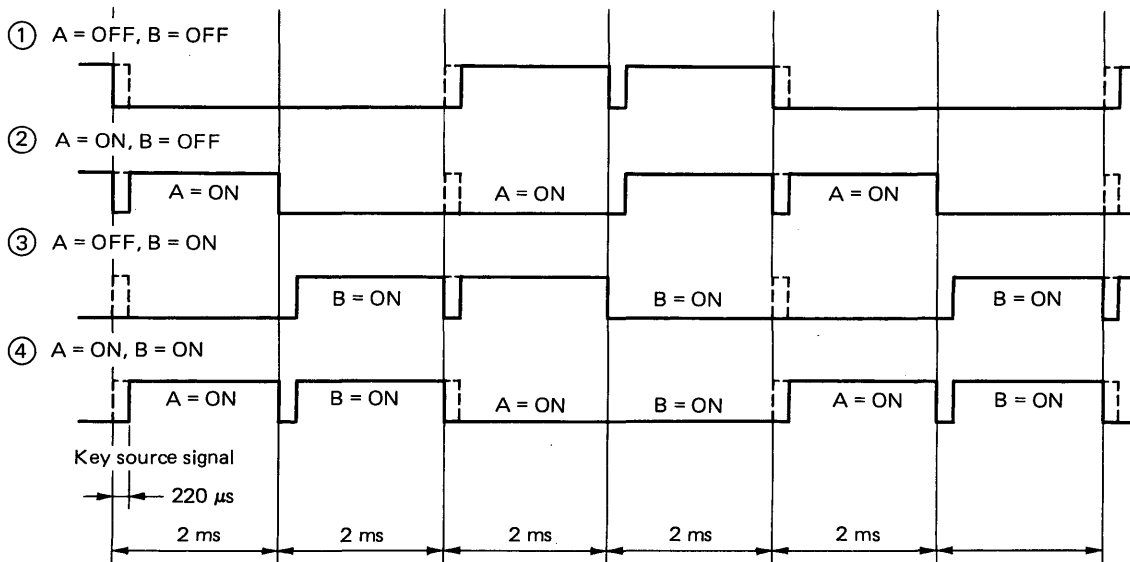 ① A = OFF, B = OFF
② A = ON, B = OFF
A = ON A = ON A = ON
③ A = OFF, B = ON
B = ON B = ON B = ON
④ A = ON, B = ON
A = ON B = ON A = ON B = ON A = ON B = ON
Key source signal
220 μs
2 ms 2 ms 2 ms 2 ms 2 ms